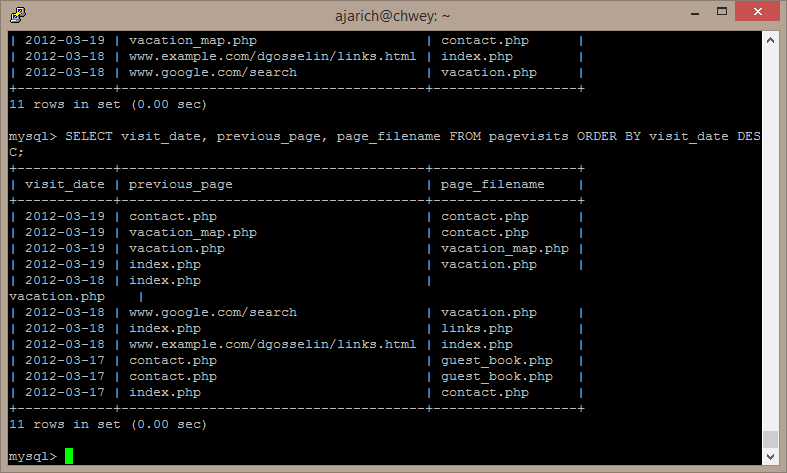 ajarich@chwey: ~
| 2012-03-19 | vacation_map.php                     | contact.php      |
| 2012-03-18 | www.example.com/dgosselin/links.html | index.php        |
| 2012-03-18 | www.google.com/search                | vacation.php     |
+------------+--------------------------------------+------------------+
11 rows in set (0.00 sec)
mysql> SELECT visit_date, previous_page, page_filename FROM pagevisits ORDER BY visit_date DES
C;
+------------+--------------------------------------+------------------+
| visit_date | previous_page                        | page_filename    |
+------------+--------------------------------------+------------------+
| 2012-03-19 | contact.php                          | contact.php      |
| 2012-03-19 | vacation_map.php                     | contact.php      |
| 2012-03-19 | vacation.php                         | vacation_map.php |
| 2012-03-19 | index.php                            | vacation.php     |
| 2012-03-18 | index.php                            |
vacation.php    |
| 2012-03-18 | www.google.com/search                | vacation.php     |
| 2012-03-18 | index.php                            | links.php        |
| 2012-03-18 | www.example.com/dgosselin/links.html | index.php        |
| 2012-03-17 | contact.php                          | guest_book.php   |
| 2012-03-17 | contact.php                          | guest_book.php   |
| 2012-03-17 | index.php                            | contact.php      |
+------------+--------------------------------------+------------------+
11 rows in set (0.00 sec)
mysql>